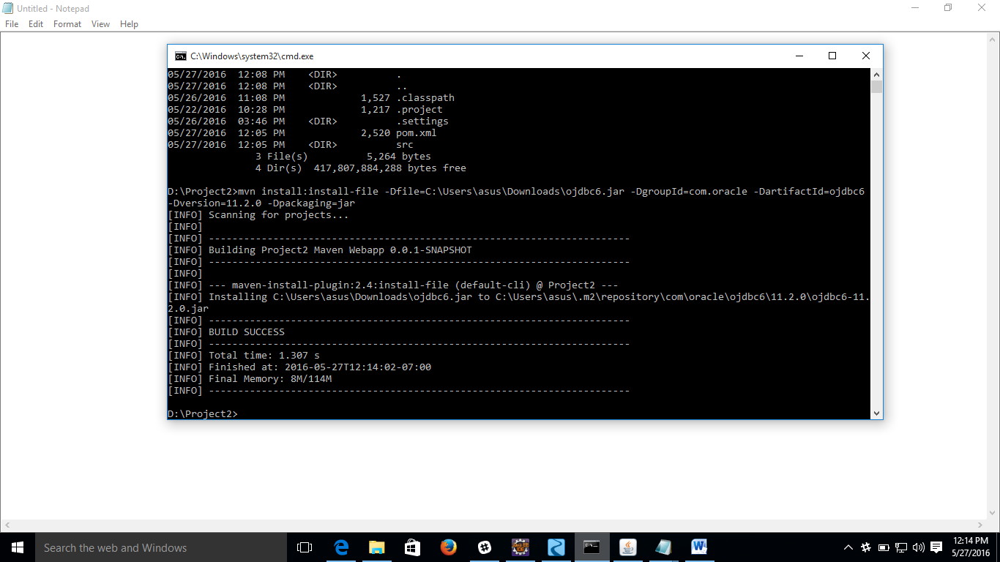 Untitled - Notepad
File Edit Format View Help
C:\Windows\system32\cmd.exe
05/27/2016  12:08 PM    <DIR>          .
05/27/2016  12:08 PM    <DIR>          ..
05/26/2016  11:08 PM             1,527 .classpath
05/22/2016  10:28 PM             1,217 .project
05/26/2016  03:46 PM    <DIR>          .settings
05/27/2016  12:05 PM             2,520 pom.xml
05/27/2016  12:05 PM    <DIR>          src
               3 File(s)          5,264 bytes
               4 Dir(s)  417,807,884,288 bytes free
D:\Project2>mvn install:install-file -Dfile=C:\Users\asus\Downloads\ojdbc6.jar -DgroupId=com.oracle -DartifactId=ojdbc6
-Dversion=11.2.0 -Dpackaging=jar
[INFO] Scanning for projects...
[INFO]
[INFO] ------------------------------------------------------------------------
[INFO] Building Project2 Maven Webapp 0.0.1-SNAPSHOT
[INFO] ------------------------------------------------------------------------
[INFO]
[INFO] --- maven-install-plugin:2.4:install-file (default-cli) @ Project2 ---
[INFO] Installing C:\Users\asus\Downloads\ojdbc6.jar to C:\Users\asus\.m2\repository\com\oracle\ojdbc6\11.2.0\ojdbc6-11.
2.0.jar
[INFO] ------------------------------------------------------------------------
[INFO] BUILD SUCCESS
[INFO] ------------------------------------------------------------------------
[INFO] Total time: 1.307 s
[INFO] Finished at: 2016-05-27T12:14:02-07:00
[INFO] Final Memory: 8M/114M
[INFO] ------------------------------------------------------------------------
D:\Project2>
Search the web and Windows
12:14 PM
5/27/2016